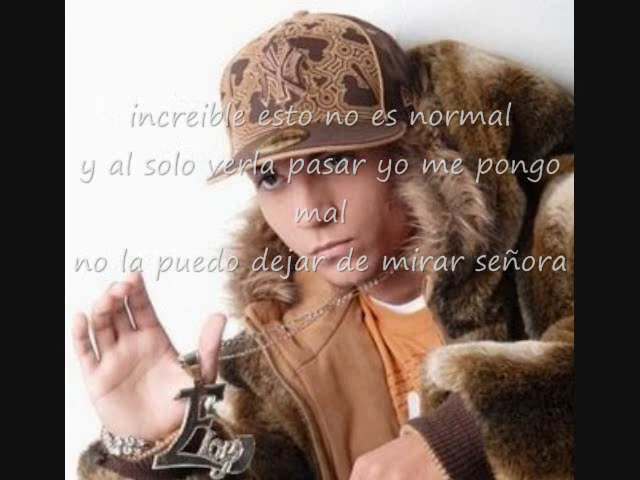 NY
increible esto no es normal
y al solo verla pasar yo me pongo
mal
no la puedo dejar de mirar señora